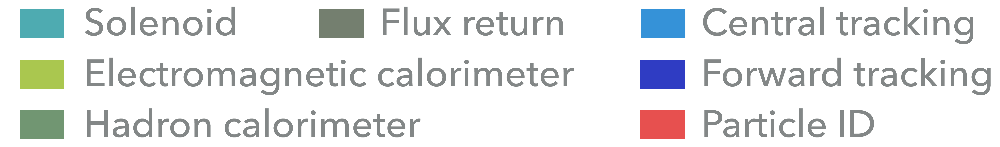 Solenoid Flux return Central tracking
Electromagnetic calorimeter Forward tracking
Hadron calorimeter Particle ID